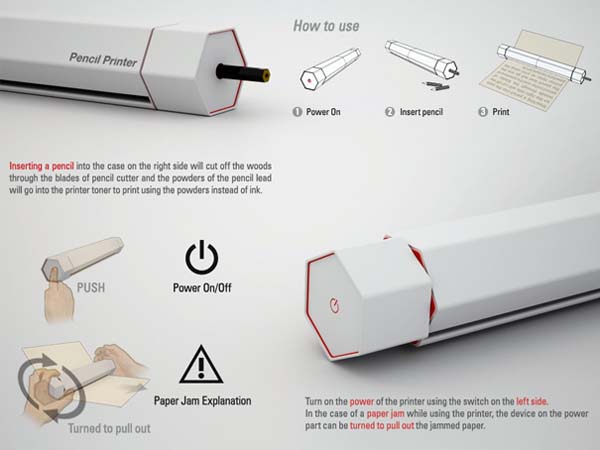 Pencil Printer
How to use
1 Power On
2 Insert pencil
3 Print
Inserting a pencil into the case on the right side will cut off the woods
through the blades of pencil cutter and the powders of the pencil lead
will go into the printer toner to print using the powders instead of ink.
PUSH
Power On/Off
Turned to pull out
Paper Jam Explanation
Turn on the power of the printer using the switch on the left side.
In the case of a paper jam while using the printer, the device on the power
part can be turned to pull out the jammed paper.